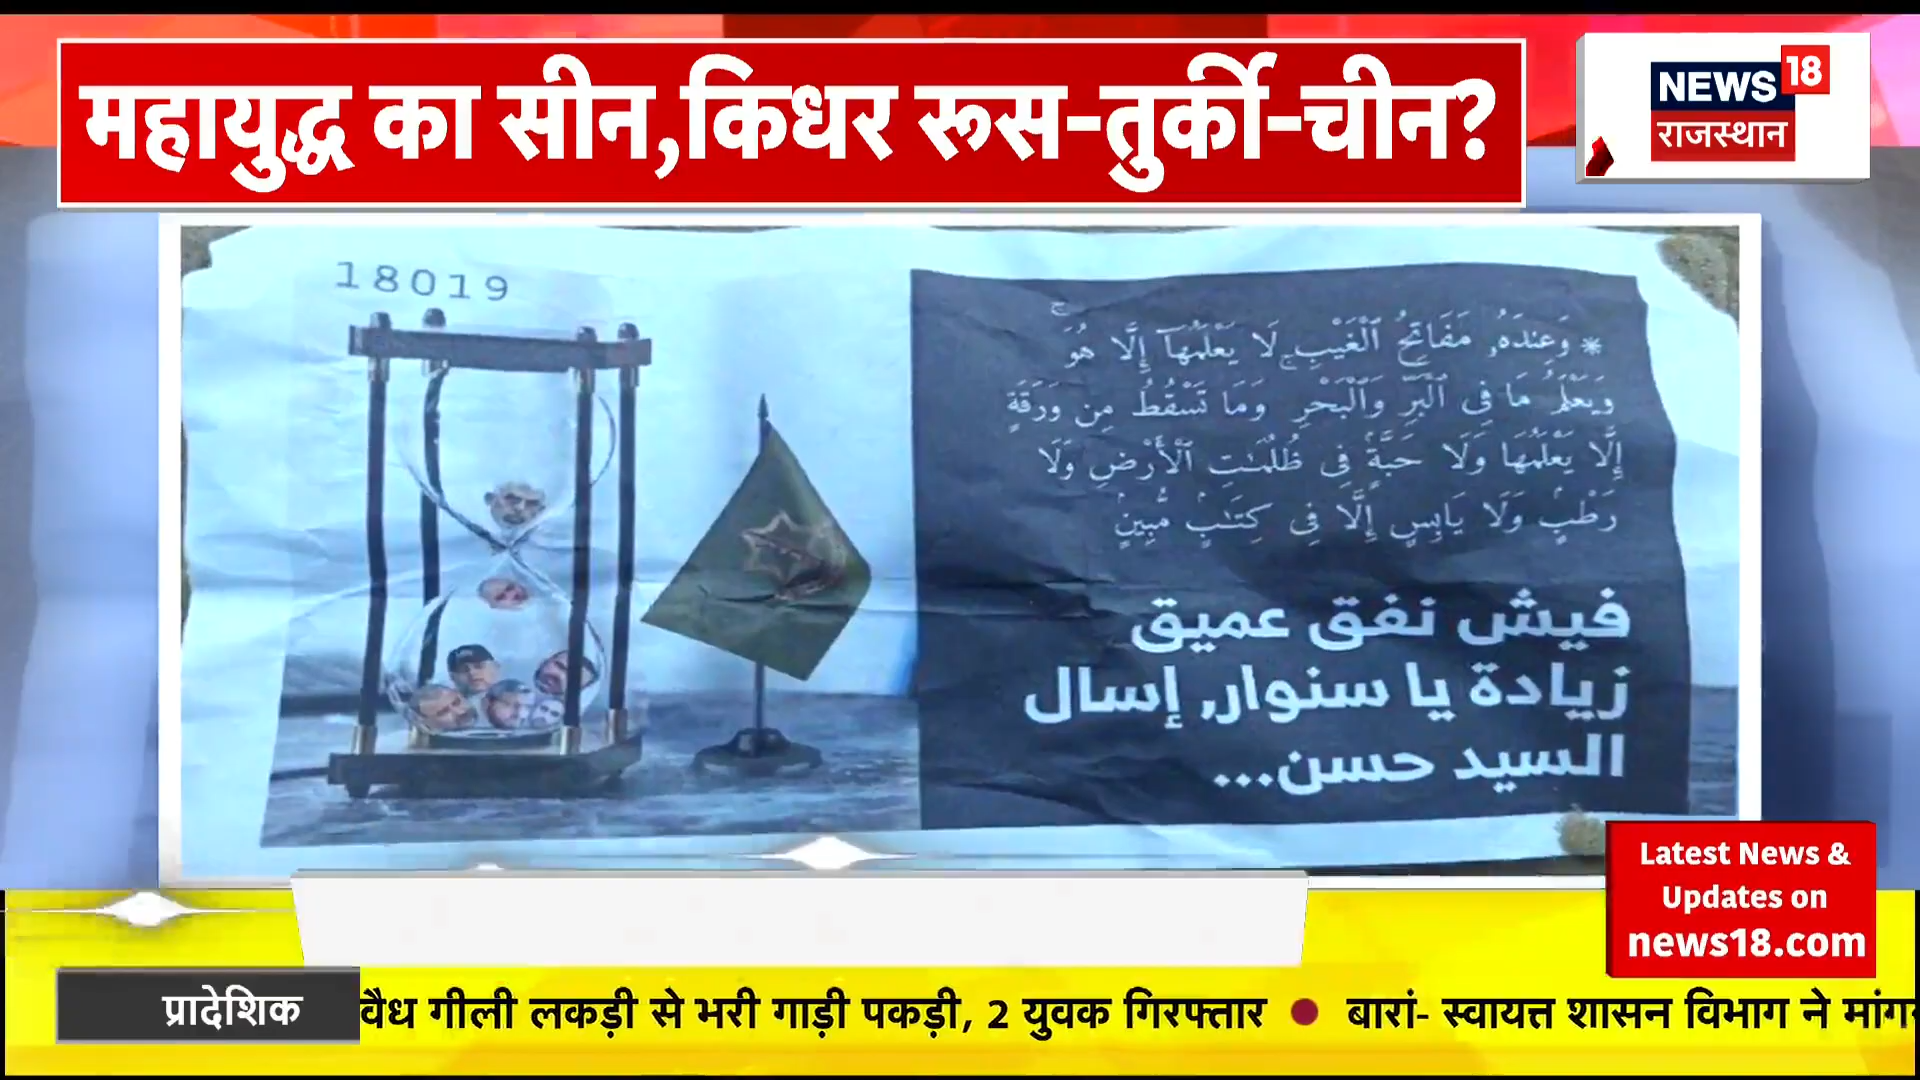 महायुद्ध का सीन,किधर रूस-तुर्की-चीन?
NEWS 18
राजस्थान
18019
* وَعِندَهُۥ مَفَاتِحُ ٱلْغَيْبِ لَا يَعْلَمُهَآ إِلَّا هُوَ ۚ
وَيَعْلَمُ مَا فِى ٱلْبَرِّ وَٱلْبَحْرِ ۚ وَمَا تَسْقُطُ مِن وَرَقَةٍ
إِلَّا يَعْلَمُهَا وَلَا حَبَّةٍ فِى ظُلُمَـٰتِ ٱلْأَرْضِ وَلَا
رَطْبٍ وَلَا يَابِسٍ إِلَّا فِى كِتَـٰبٍ مُّبِينٍ
فيش نفق عميق
زيادة يا سنوار, إسال
السيد حسن...
Latest News &
Updates on
news18.com
प्रादेशिक
वैध गीली लकड़ी से भरी गाड़ी पकड़ी, 2 युवक गिरफ्तार ● बारां- स्वायत्त शासन विभाग ने